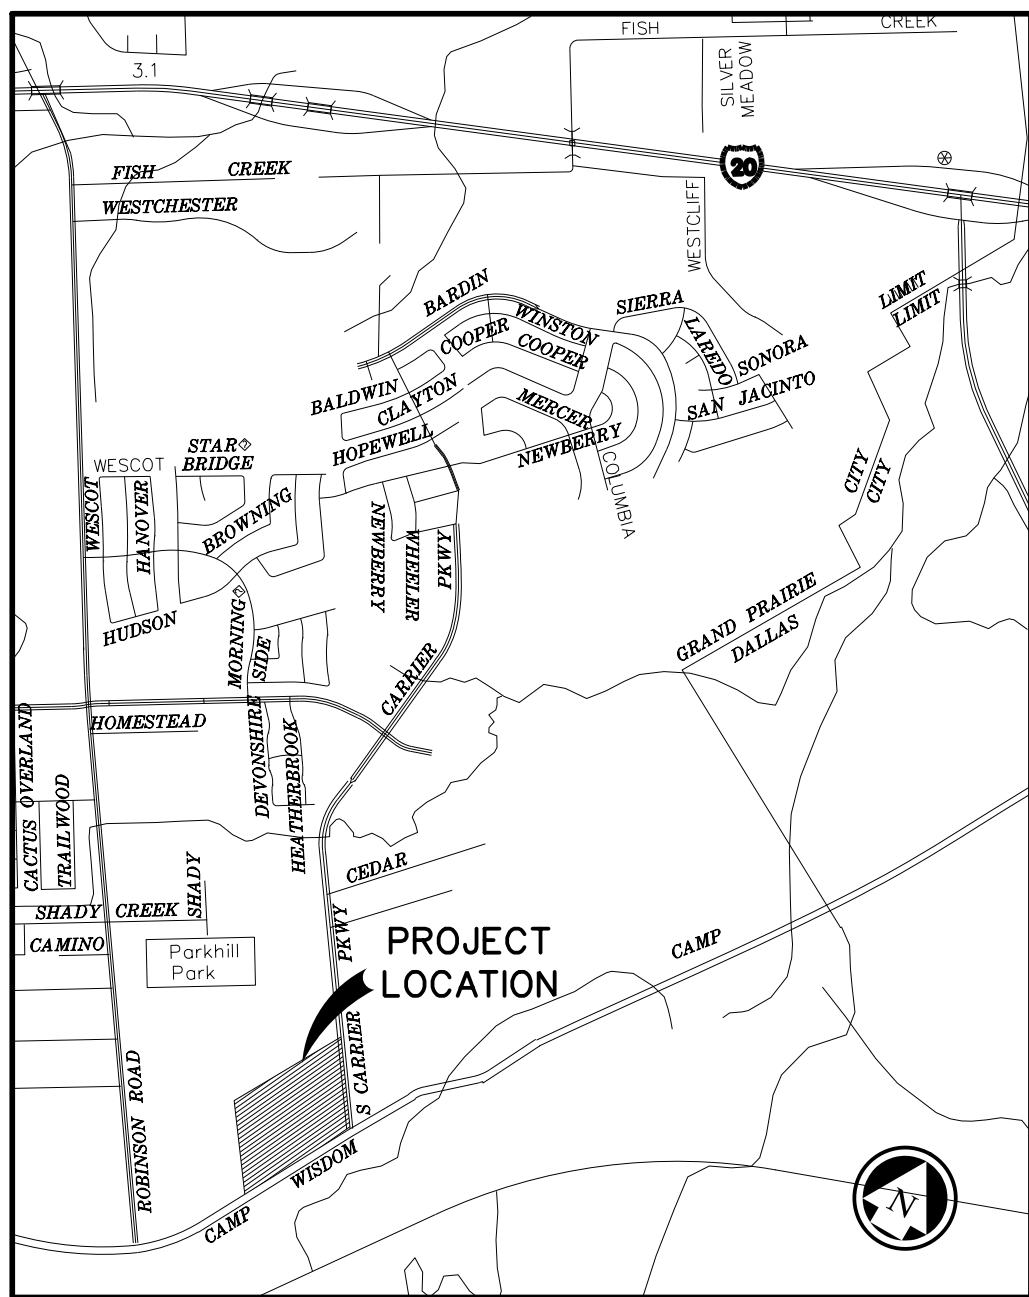 FISH
CREEK
3.1
SILVER
MEADOW
20
FISH CREEK
WESTCHESTER
WESTCLIFF
BARDIN
SIERRA
LIMIT
LIMIT
WINSTON
COOPER
COOPER
LAREDO
SONORA
BALDWIN
CLAYTON
MERCER
SAN JACINTO
HOPEWELL
NEWBERRY
STAR
BRIDGE
WESCOT
WESCOT
HANOVER
BROWNING
COLUMBIA
CITY
CITY
NEWBERRY
WHEELER
PKWY
HUDSON
MORNING
SIDE
GRAND PRAIRIE
DALLAS
CARRIER
HOMESTEAD
DEVONSHIRE
HEATHERBROOK
CACTUS OVERLAND
TRAILWOOD
CEDAR
SHADY CREEK
SHADY
CAMINO
PKWY
Parkhill
Park
PROJECT
LOCATION
CAMP
S CARRIER
ROBINSON ROAD
WISDOM
CAMP
N